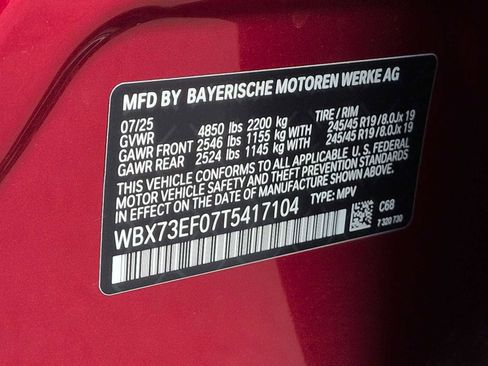 MFD BY BAYERISCHE MOTOREN WERKE AG
07/25 TIRE / RIM
GVWR 4850 lbs 2200 kg
GAWR FRONT 2546 lbs 1155 kg 245/45 R19 / 8.0Jx 19
GAWR REAR 2524 lbs 1145 kg 245/45 R19 / 8.0Jx 19
THIS VEHICLE CONFORMS TO ALL APPLICABLE U. S. FEDERAL
MOTOR VEHICLE SAFETY AND THEFT PREVENTION STANDARDS
IN EFFECT ON THE DATE OF MANUFACTURE SHOWN ABOVE.
WBX73EF07T5417104 TYPE: MPV
C6B
7 320 730